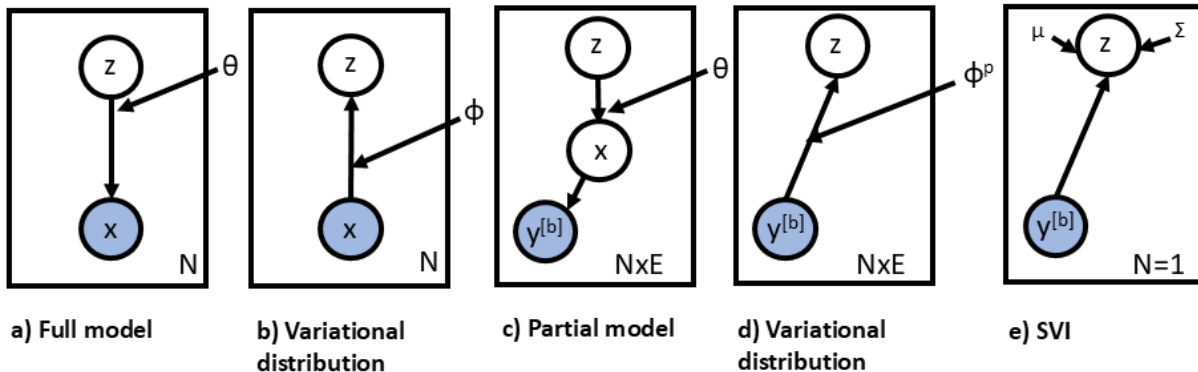 z
θ
x
N
a) Full model
z
ϕ
x
N
b) Variational
distribution
z
θ
x
y[b]
NxE
c) Partial model
z
ϕp
y[b]
NxE
d) Variational
distribution
μ
z
Σ
y[b]
N=1
e) SVI